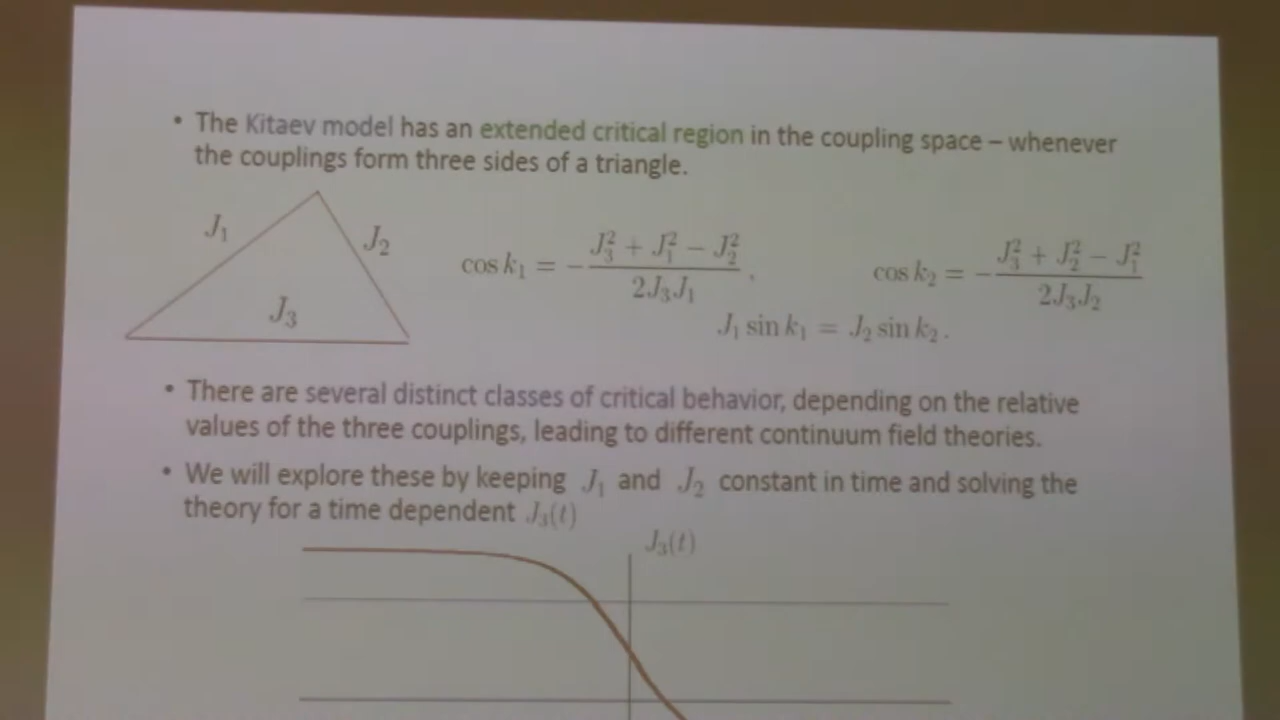 • The Kitaev model has an extended critical region in the coupling space – whenever
the couplings form three sides of a triangle.
J₁
J₂
J₃
cos k₁ = − (J₃² + J₁² − J₂²) / (2J₃J₁) ,
cos k₂ = − (J₃² + J₂² − J₁²) / (2J₃J₂)
J₁ sin k₁ = J₂ sin k₂ .
• There are several distinct classes of critical behavior, depending on the relative
values of the three couplings, leading to different continuum field theories.
• We will explore these by keeping J₁ and J₂ constant in time and solving the
theory for a time dependent J₃(t)
J₃(t)